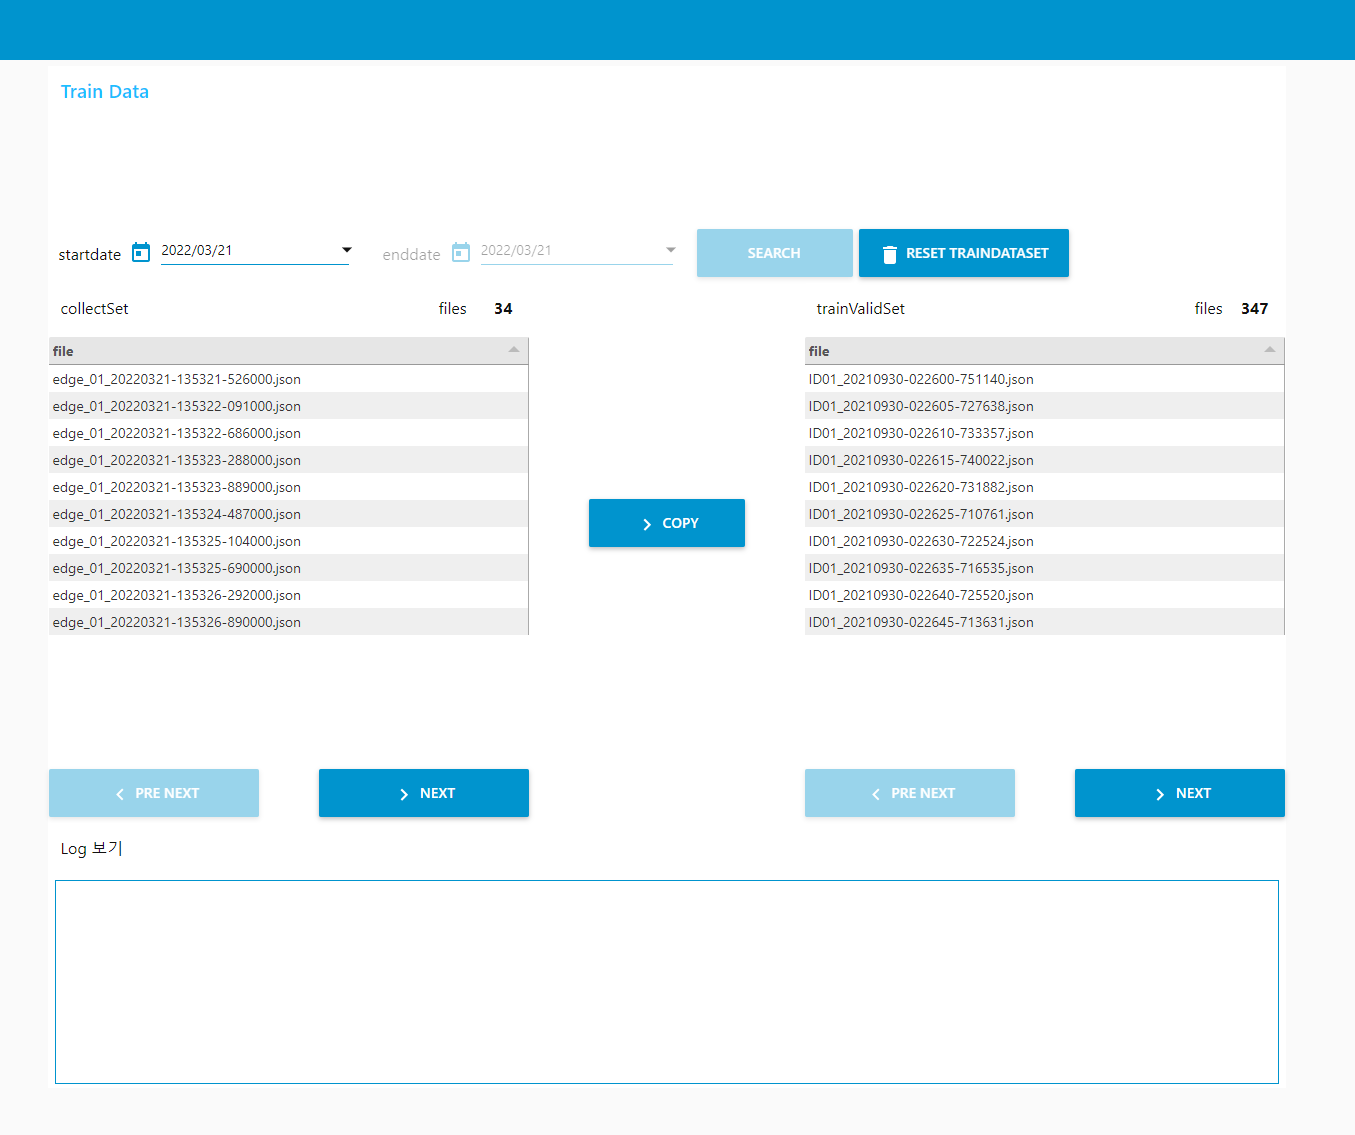 Train Data
startdate 2022/03/21 enddate 2022/03/21 SEARCH RESET TRAINDATASET
collectSet files 34
file
edge_01_20220321-135321-526000.json
edge_01_20220321-135322-091000.json
edge_01_20220321-135322-686000.json
edge_01_20220321-135323-288000.json
edge_01_20220321-135323-889000.json
edge_01_20220321-135324-487000.json
edge_01_20220321-135325-104000.json
edge_01_20220321-135325-690000.json
edge_01_20220321-135326-292000.json
edge_01_20220321-135326-890000.json
PRE NEXT NEXT
COPY
trainValidSet files 347
file
ID01_20210930-022600-751140.json
ID01_20210930-022605-727638.json
ID01_20210930-022610-733357.json
ID01_20210930-022615-740022.json
ID01_20210930-022620-731882.json
ID01_20210930-022625-710761.json
ID01_20210930-022630-722524.json
ID01_20210930-022635-716535.json
ID01_20210930-022640-725520.json
ID01_20210930-022645-713631.json
PRE NEXT NEXT
Log 보기